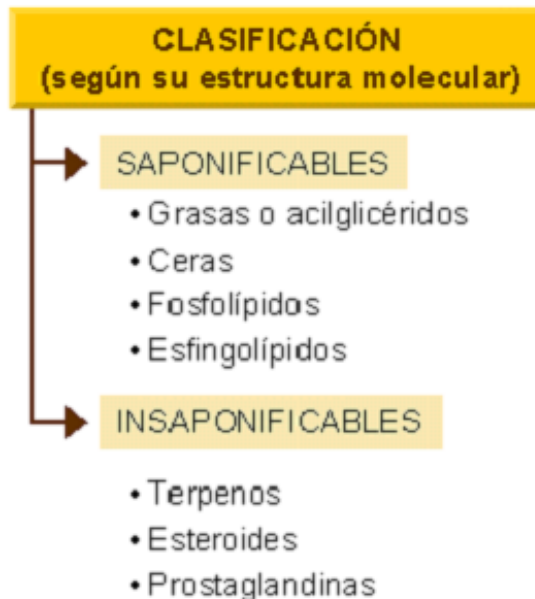 CLASIFICACIÓN
(según su estructura molecular)
SAPONIFICABLES
• Grasas o acilglicéridos
• Ceras
• Fosfolípidos
• Esfingolípidos
INSAPONIFICABLES
• Terpenos
• Esteroides
• Prostaglandinas